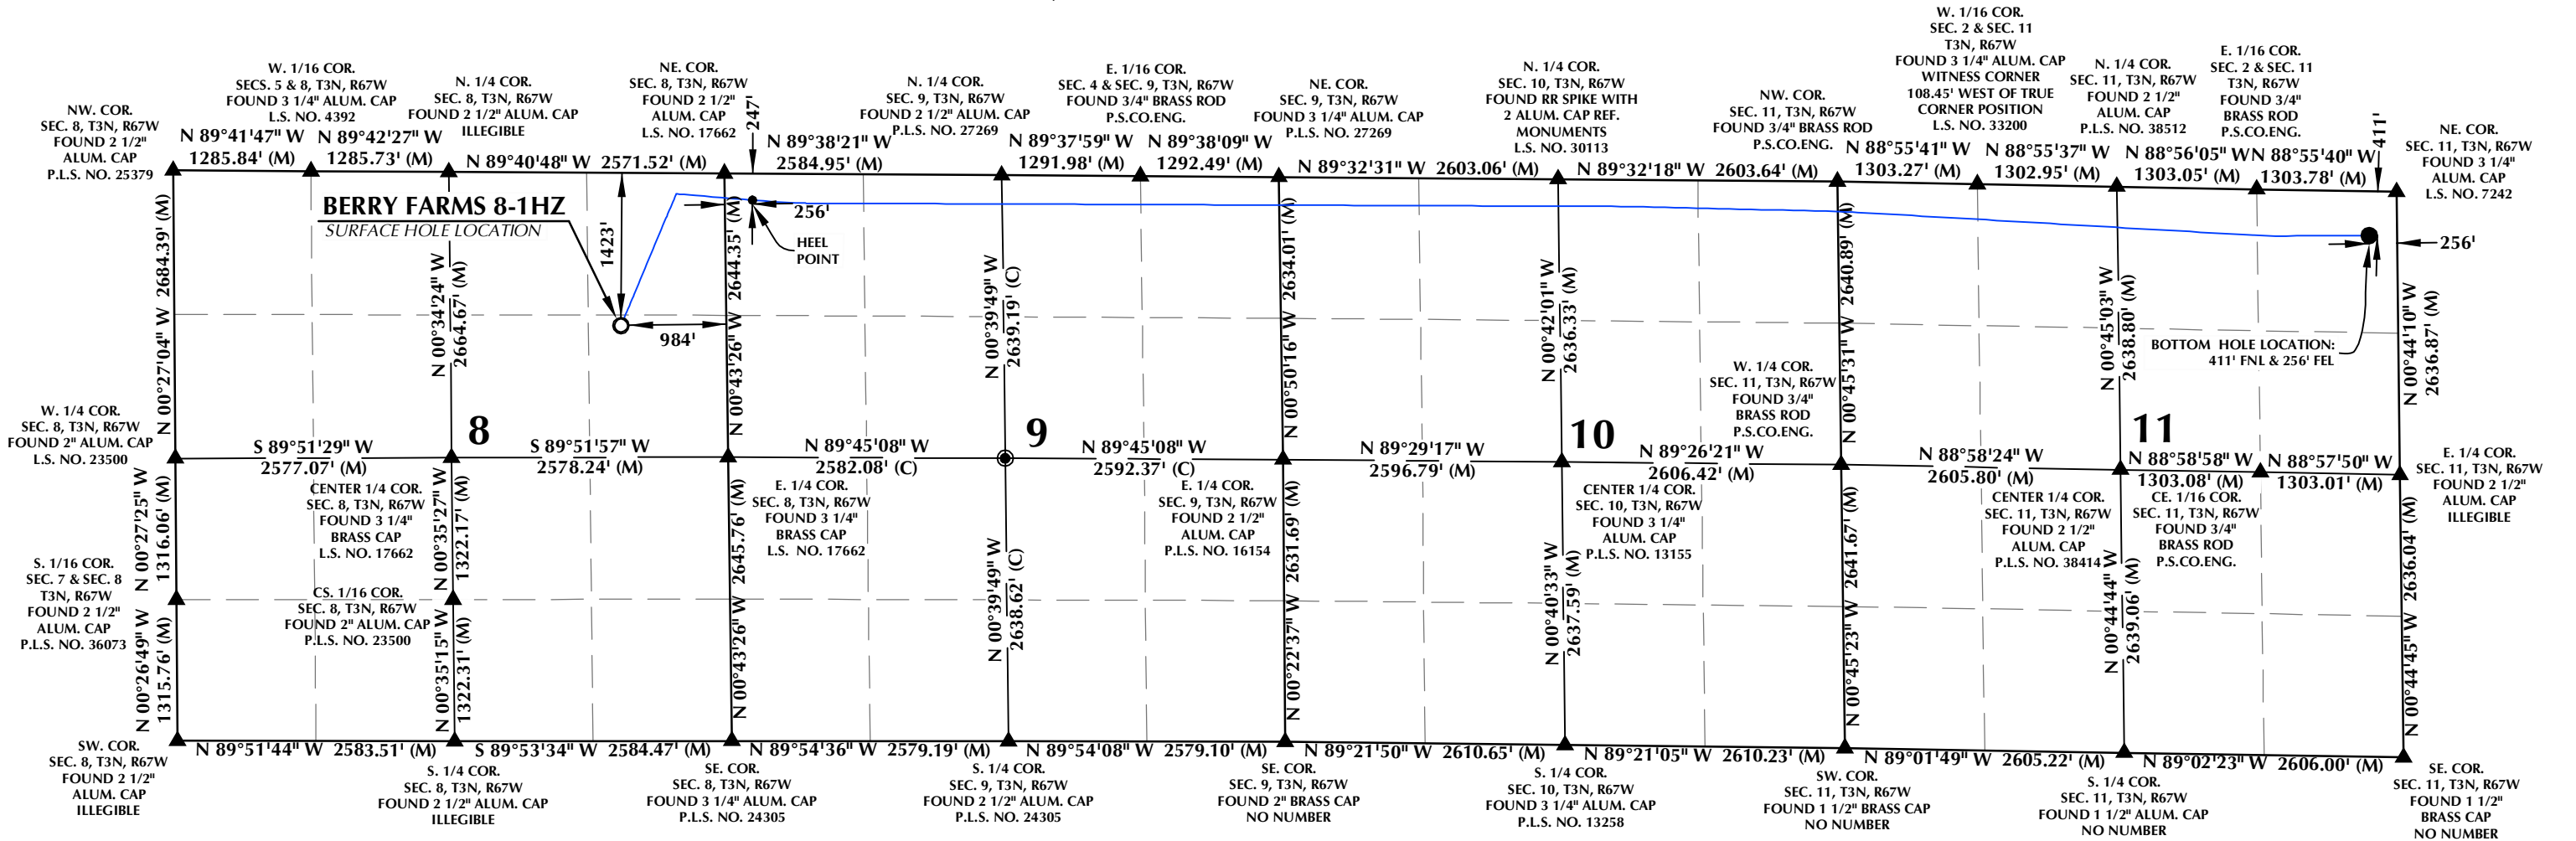 NW. COR.
SEC. 8, T3N, R67W
FOUND 2 1/2"
ALUM. CAP
P.L.S. NO. 25379
W. 1/16 COR.
SECS. 5 & 8, T3N, R67W
FOUND 3 1/4" ALUM. CAP
L.S. NO. 4392
N. 1/4 COR.
SEC. 8, T3N, R67W
FOUND 2 1/2" ALUM. CAP
ILLEGIBLE
NE. COR.
SEC. 8, T3N, R67W
FOUND 2 1/2"
ALUM. CAP
L.S. NO. 17662
247'
N. 1/4 COR.
SEC. 9, T3N, R67W
FOUND 2 1/2" ALUM. CAP
P.L.S. NO. 27269
E. 1/16 COR.
SEC. 4 & SEC. 9, T3N, R67W
FOUND 3/4" BRASS ROD
P.S.CO.ENG.
NE. COR.
SEC. 9, T3N, R67W
FOUND 3 1/4" ALUM. CAP
P.L.S. NO. 27269
N. 1/4 COR.
SEC. 10, T3N, R67W
FOUND RR SPIKE WITH
2 ALUM. CAP REF.
MONUMENTS
L.S. NO. 30113
NW. COR.
SEC. 11, T3N, R67W
FOUND 3/4" BRASS ROD
P.S.CO.ENG.
W. 1/16 COR.
SEC. 2 & SEC. 11
T3N, R67W
FOUND 3 1/4" ALUM. CAP
WITNESS CORNER
108.45' WEST OF TRUE
CORNER POSITION
L.S. NO. 33200
N. 1/4 COR.
SEC. 11, T3N, R67W
FOUND 2 1/2"
ALUM. CAP
P.L.S. NO. 38512
E. 1/16 COR.
SEC. 2 & SEC. 11
T3N, R67W
FOUND 3/4"
BRASS ROD
P.S.CO.ENG.
411'
NE. COR.
SEC. 11, T3N, R67W
FOUND 3 1/4"
ALUM. CAP
L.S. NO. 7242
N 89°41'47" W
1285.84' (M)
N 89°42'27" W
1285.73' (M)
N 89°40'48" W 2571.52' (M)
N 89°38'21" W
2584.95' (M)
N 89°37'59" W
1291.98' (M)
N 89°38'09" W
1292.49' (M)
N 89°32'31" W 2603.06' (M)
N 89°32'18" W 2603.64' (M)
N 88°55'41" W
1303.27' (M)
N 88°55'37" W
1302.95' (M)
N 88°56'05" W
1303.05' (M)
N 88°55'40" W
1303.78' (M)
BERRY FARMS 8-1HZ
SURFACE HOLE LOCATION
1423'
984'
256'
HEEL
POINT
256'
BOTTOM HOLE LOCATION:
411' FNL & 256' FEL
N 00°27'04" W 2684.39' (M)
N 00°34'24" W
2664.67' (M)
N 00°43'26" W 2644.35' (M)
N 00°39'49" W
2639.19' (C)
N 00°50'16" W 2634.01' (M)
N 00°42'01" W
2636.33' (M)
N 00°45'31" W 2640.89' (M)
N 00°45'03" W
2638.80' (M)
N 00°44'10" W
2636.87' (M)
W. 1/4 COR.
SEC. 11, T3N, R67W
FOUND 3/4"
BRASS ROD
P.S.CO.ENG.
W. 1/4 COR.
SEC. 8, T3N, R67W
FOUND 2" ALUM. CAP
L.S. NO. 23500
8
9
10
11
S 89°51'29" W
2577.07' (M)
S 89°51'57" W
2578.24' (M)
N 89°45'08" W
2582.08' (C)
N 89°45'08" W
2592.37' (C)
N 89°29'17" W
2596.79' (M)
N 89°26'21" W
2606.42' (M)
N 88°58'24" W
2605.80' (M)
N 88°58'58" W
1303.08' (M)
N 88°57'50" W
1303.01' (M)
E. 1/4 COR.
SEC. 11, T3N, R67W
FOUND 2 1/2"
ALUM. CAP
ILLEGIBLE
CENTER 1/4 COR.
SEC. 8, T3N, R67W
FOUND 3 1/4"
BRASS CAP
L.S. NO. 17662
E. 1/4 COR.
SEC. 8, T3N, R67W
FOUND 3 1/4"
BRASS CAP
L.S. NO. 17662
E. 1/4 COR.
SEC. 9, T3N, R67W
FOUND 2 1/2"
ALUM. CAP
P.L.S. NO. 16154
CENTER 1/4 COR.
SEC. 10, T3N, R67W
FOUND 3 1/4"
ALUM. CAP
P.L.S. NO. 13155
CENTER 1/4 COR.
SEC. 11, T3N, R67W
FOUND 2 1/2"
ALUM. CAP
P.L.S. NO. 38414
CE. 1/16 COR.
SEC. 11, T3N, R67W
FOUND 3/4"
BRASS ROD
P.S.CO.ENG.
S. 1/16 COR.
SEC. 7 & SEC. 8
T3N, R67W
FOUND 2 1/2"
ALUM. CAP
P.L.S. NO. 36073
CS. 1/16 COR.
SEC. 8, T3N, R67W
FOUND 2" ALUM. CAP
P.L.S. NO. 23500
N 00°27'25" W
1316.06' (M)
N 00°26'49" W
1315.76' (M)
N 00°35'27" W
1322.17' (M)
N 00°35'15" W
1322.31' (M)
N 00°43'26" W 2645.76' (M)
N 00°39'49" W
2638.62' (C)
N 00°22'37" W 2631.69' (M)
N 00°40'33" W
2637.59' (M)
N 00°45'23" W 2641.67' (M)
N 00°44'44" W
2639.06' (M)
N 00°44'45" W 2636.04' (M)
N 89°51'44" W 2583.51' (M)
S 89°53'34" W 2584.47' (M)
N 89°54'36" W 2579.19' (M)
N 89°54'08" W 2579.10' (M)
N 89°21'50" W 2610.65' (M)
N 89°21'05" W 2610.23' (M)
N 89°01'49" W 2605.22' (M)
N 89°02'23" W 2606.00' (M)
SW. COR.
SEC. 8, T3N, R67W
FOUND 2 1/2"
ALUM. CAP
ILLEGIBLE
S. 1/4 COR.
SEC. 8, T3N, R67W
FOUND 2 1/2" ALUM. CAP
ILLEGIBLE
SE. COR.
SEC. 8, T3N, R67W
FOUND 3 1/4" ALUM. CAP
P.L.S. NO. 24305
S. 1/4 COR.
SEC. 9, T3N, R67W
FOUND 2 1/2" ALUM. CAP
P.L.S. NO. 24305
SE. COR.
SEC. 9, T3N, R67W
FOUND 2" BRASS CAP
NO NUMBER
S. 1/4 COR.
SEC. 10, T3N, R67W
FOUND 3 1/4" ALUM. CAP
P.L.S. NO. 13258
SW. COR.
SEC. 11, T3N, R67W
FOUND 1 1/2" BRASS CAP
NO NUMBER
S. 1/4 COR.
SEC. 11, T3N, R67W
FOUND 1 1/2" ALUM. CAP
NO NUMBER
SE. COR.
SEC. 11, T3N, R67W
FOUND 1 1/2"
BRASS CAP
NO NUMBER